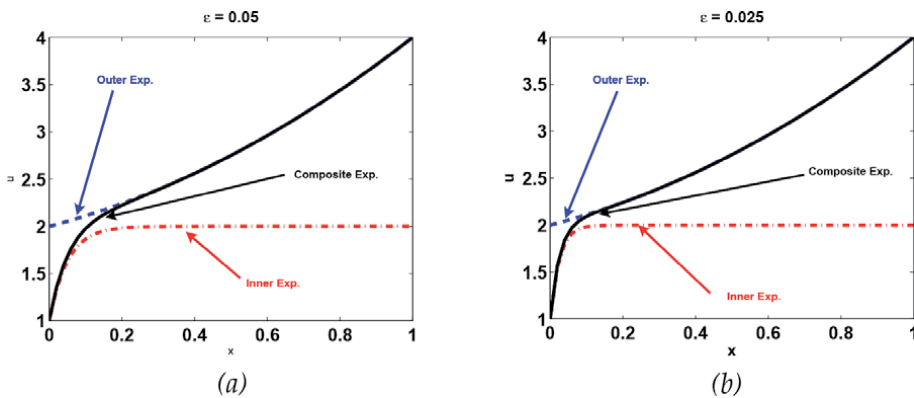 ε = 0.05
4
3.5
3
2.5
2
1.5
1
u
Outer Exp.
Composite Exp.
Inner Exp.
0
0.2
0.4
0.6
0.8
1
x
(a)
ε = 0.025
4
3.5
3
2.5
2
1.5
1
u
Outer Exp.
Composite Exp.
Inner Exp.
0
0.2
0.4
0.6
0.8
1
x
(b)